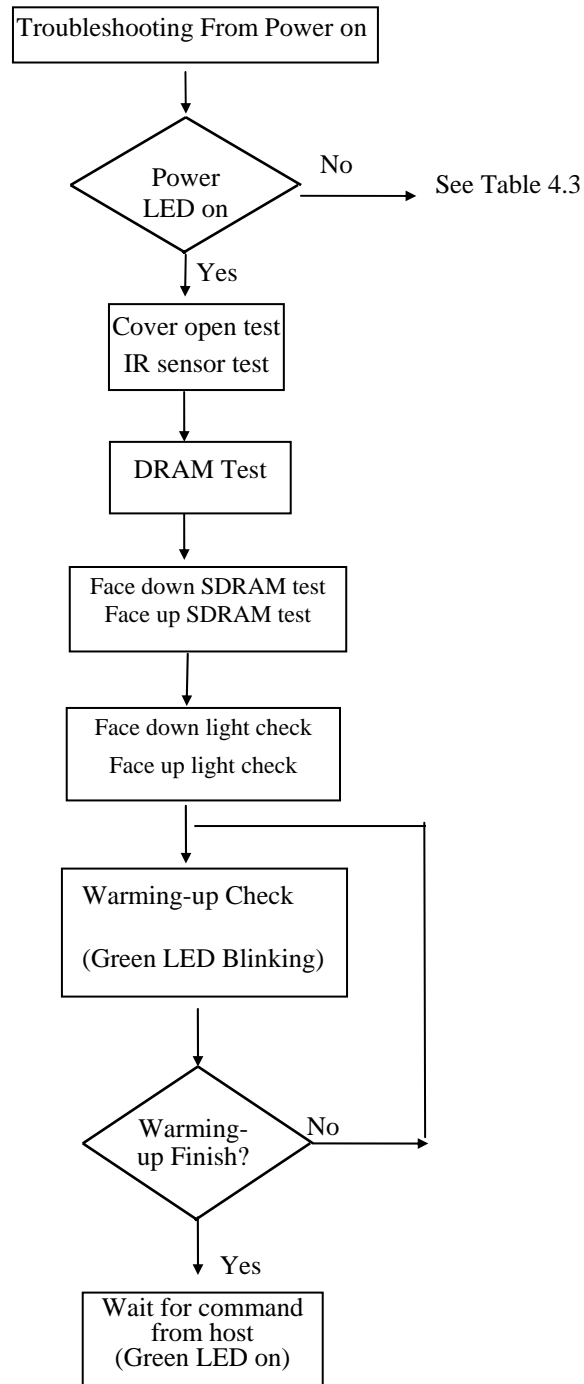 Troubleshooting From Power on
Power
LED on
No
See Table 4.3
Yes
Cover open test
IR sensor test
DRAM Test
Face down SDRAM test
Face up SDRAM test
Face down light check
Face up light check
Warming-up Check
(Green LED Blinking)
Warming-
up Finish?
No
Yes
Wait for command
from host
(Green LED on)